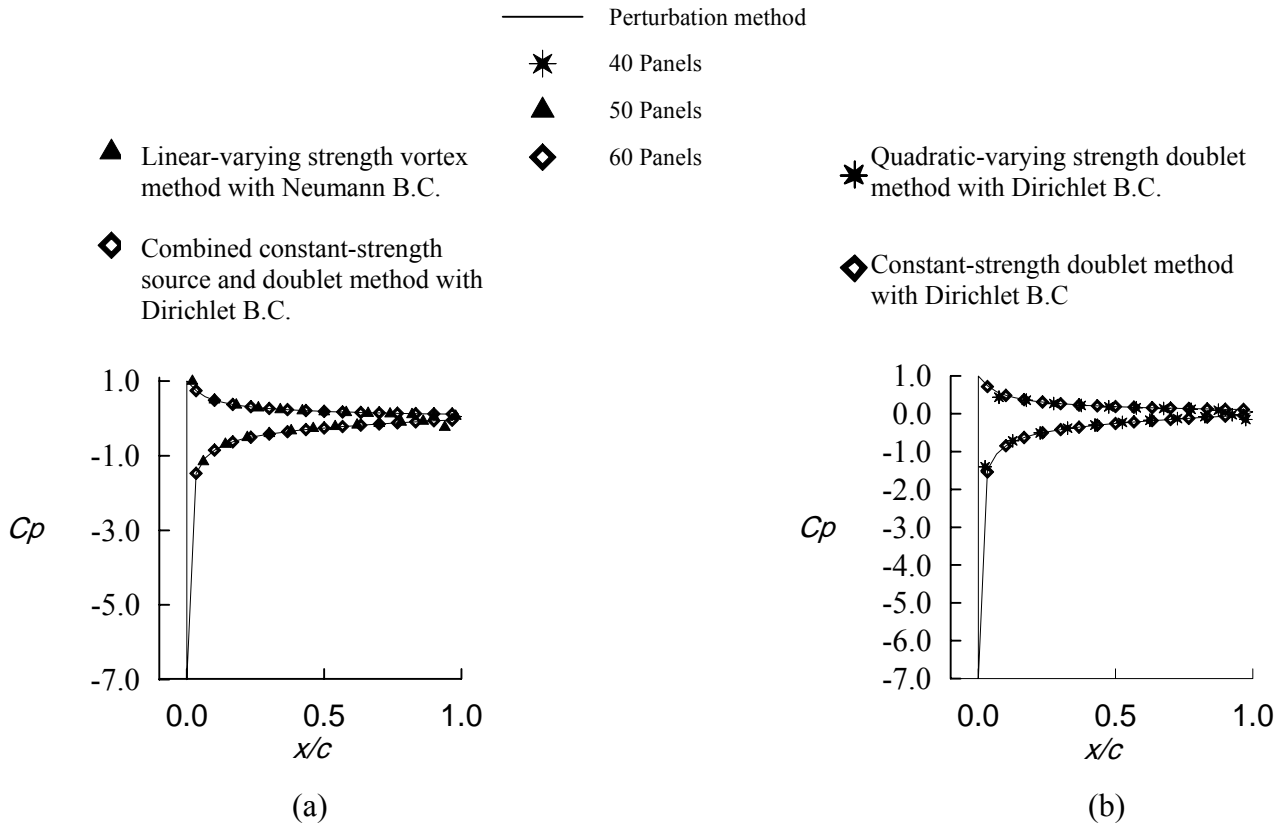 Perturbation method
40 Panels
50 Panels
60 Panels
Linear-varying strength vortex
method with Neumann B.C.
Combined constant-strength
source and doublet method with
Dirichlet B.C.
Quadratic-varying strength doublet
method with Dirichlet B.C.
Constant-strength doublet method
with Dirichlet B.C
1.0
-1.0
-3.0
-5.0
-7.0
Cp
0.0 0.5 1.0
x/c
(a)
1.0
0.0
-1.0
-2.0
-3.0
-4.0
-5.0
-6.0
-7.0
Cp
0.0 0.5 1.0
x/c
(b)